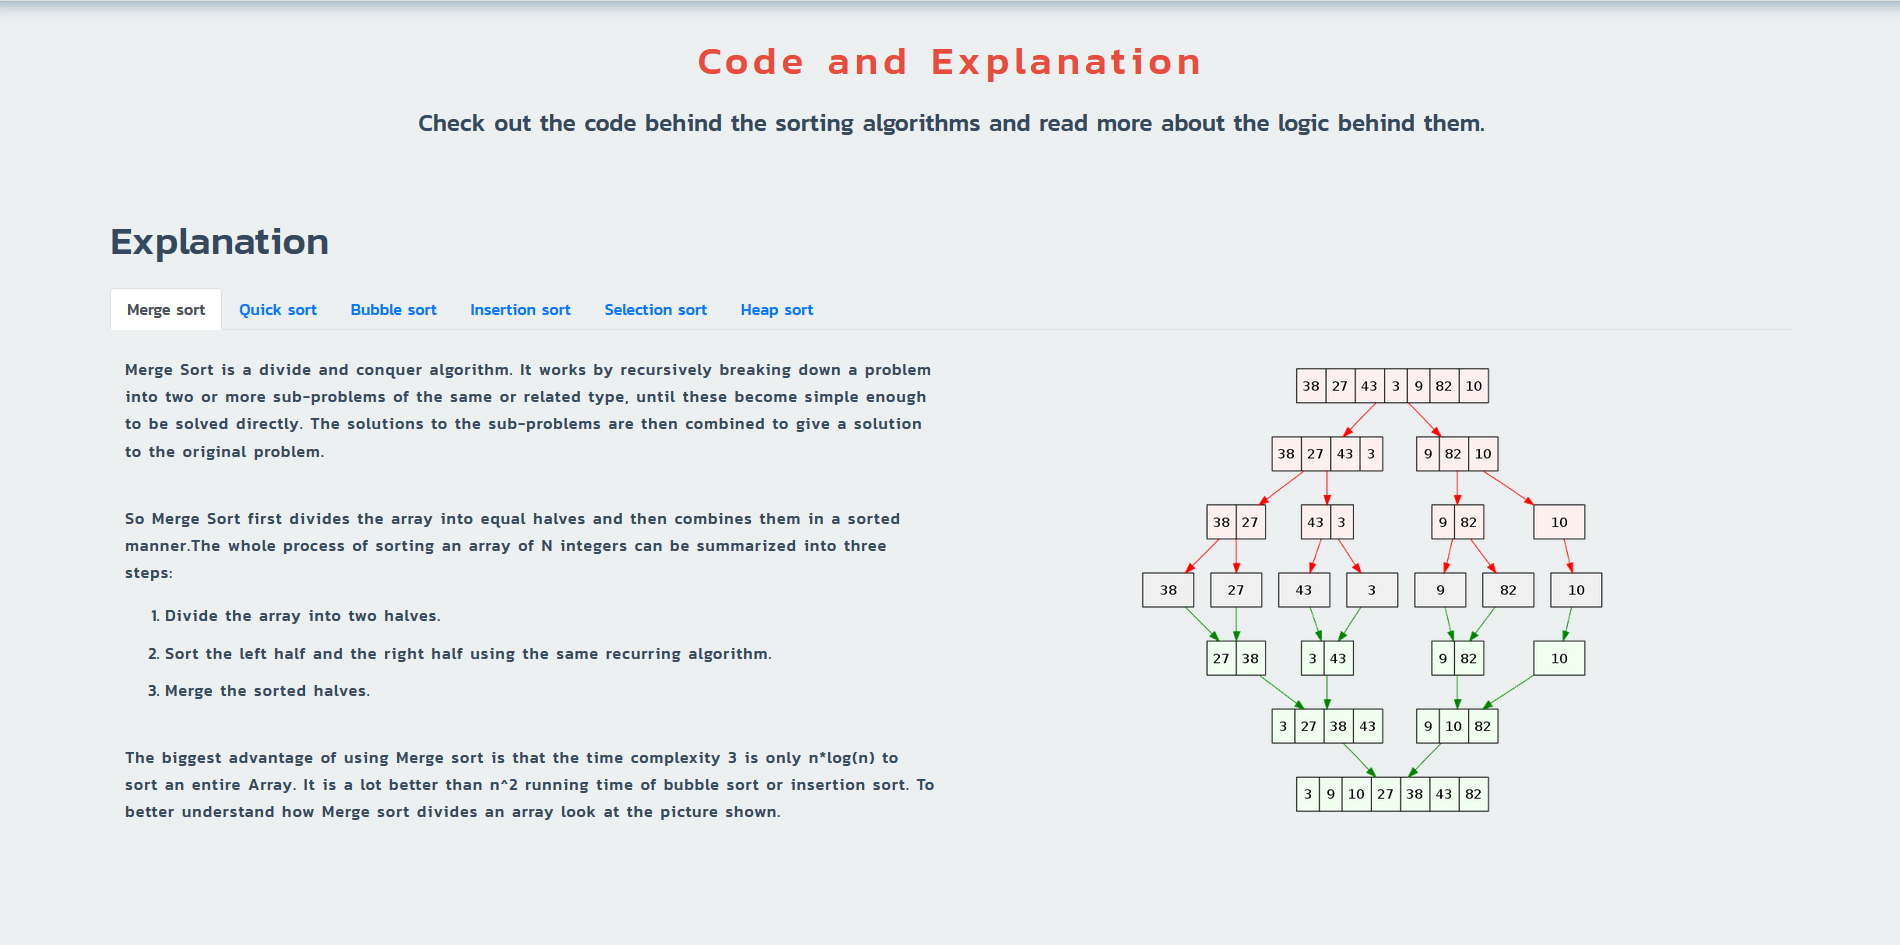 Code and Explanation
Check out the code behind the sorting algorithms and read more about the logic behind them.
Explanation
Merge sort Quick sort Bubble sort Insertion sort Selection sort Heap sort
Merge Sort is a divide and conquer algorithm. It works by recursively breaking down a problem
into two or more sub-problems of the same or related type, until these become simple enough
to be solved directly. The solutions to the sub-problems are then combined to give a solution
to the original problem.
So Merge Sort first divides the array into equal halves and then combines them in a sorted
manner.The whole process of sorting an array of N integers can be summarized into three
steps:
1. Divide the array into two halves.
2. Sort the left half and the right half using the same recurring algorithm.
3. Merge the sorted halves.
The biggest advantage of using Merge sort is that the time complexity 3 is only n*log(n) to
sort an entire Array. It is a lot better than n^2 running time of bubble sort or insertion sort. To
better understand how Merge sort divides an array look at the picture shown.
38 27 43 3 9 82 10
38 27 43 3 9 82 10
38 27 43 3 9 82 10
38 27 43 3 9 82 10
27 38 3 43 9 82 10
3 27 38 43 9 10 82
3 9 10 27 38 43 82